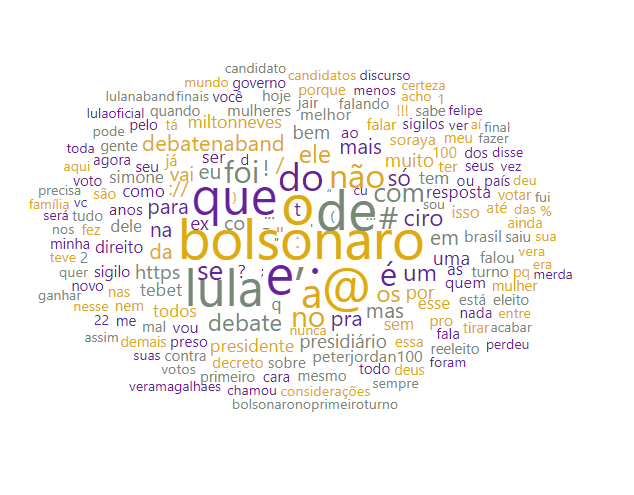 candidato
mundo governo candidatos discurso
lulanaband finais você porque menos certeza
lulaoficial quando hoje jair falando acho 1
pode pelo tá miltonneves mulheres melhor !!! sabe felipe
toda gente debatenaband bem ao falar sigilos ver aí final
aqui agora seu já ser d ele mais soraya meu fazer
voto simone vai eu foi ! / muito 100 dos disse
precisa são como :// do não só tem ter seus vez
família anos para que o " cu com resposta ou país deu
será tudo dele ex co ) t ( de # ciro sou votar fui
nos fez na bolsonaro em isso até das %
minha direito da brasil saiu sua ainda
teve 2 sigilo https se ? ; e ’ . é um uma falou vera
quer novo tebet lula : a @ os as turno pq era
ganhar nas q no pra por quem mulher merda
nesse nem todos debate mas esse está eleito
22 me mal vou nunca sem pro nada entre
assim demais preso presidente presidiário essa fala tirar acabar
suas contra decreto sobre peterjordan100 reeleito perdeu
votos primeiro cara mesmo todo deus foram
veramagalhaes chamou considerações sempre
bolsonaronoprimeiroturno